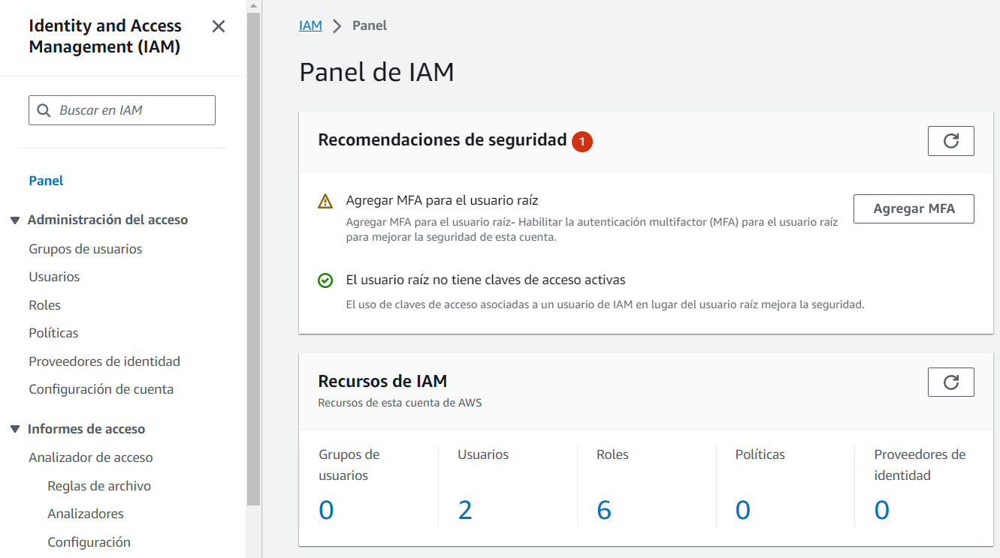 Identity and Access
Management (IAM)
Buscar en IAM
Panel
Administración del acceso
Grupos de usuarios
Usuarios
Roles
Políticas
Proveedores de identidad
Configuración de cuenta
Informes de acceso
Analizador de acceso
Reglas de archivo
Analizadores
Configuración
IAM > Panel
Panel de IAM
Recomendaciones de seguridad 1
Agregar MFA para el usuario raíz
Agregar MFA para el usuario raíz- Habilitar la autenticación multifactor (MFA) para el usuario raíz
para mejorar la seguridad de esta cuenta.
Agregar MFA
El usuario raíz no tiene claves de acceso activas
El uso de claves de acceso asociadas a un usuario de IAM en lugar del usuario raíz mejora la seguridad.
Recursos de IAM
Recursos de esta cuenta de AWS
Grupos de
usuarios
0
Usuarios
2
Roles
6
Políticas
0
Proveedores de
identidad
0